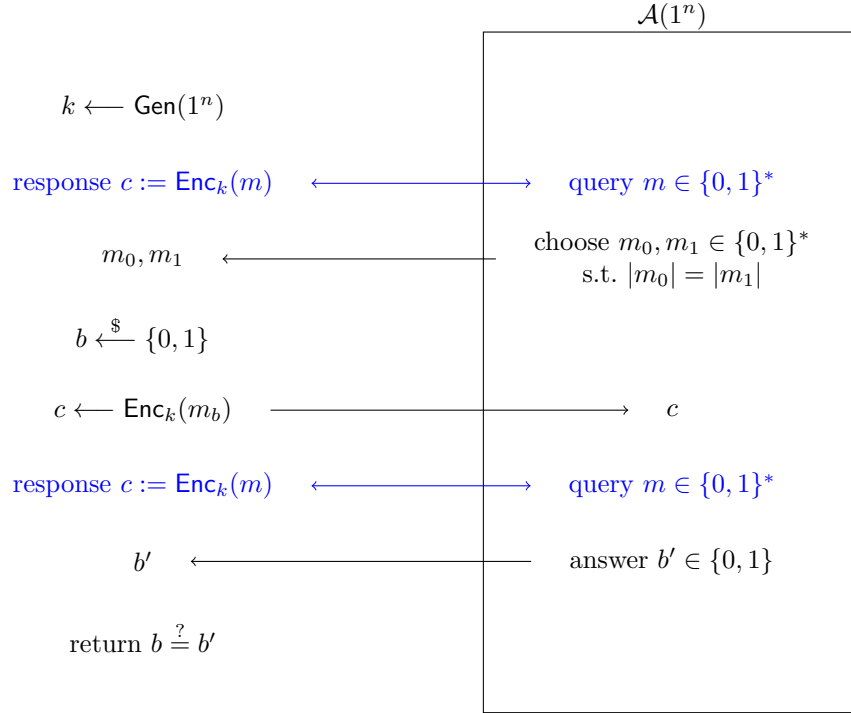 𝒜(1ⁿ)
k ⟵ Gen(1ⁿ)
response c := Enc_k(m) query m ∈ {0, 1}*
m₀, m₁ choose m₀, m₁ ∈ {0, 1}*
s.t. |m₀| = |m₁|
b ⟵$ {0, 1}
c ⟵ Enc_k(m_b) c
response c := Enc_k(m) query m ∈ {0, 1}*
b′ answer b′ ∈ {0, 1}
return b ≟ b′